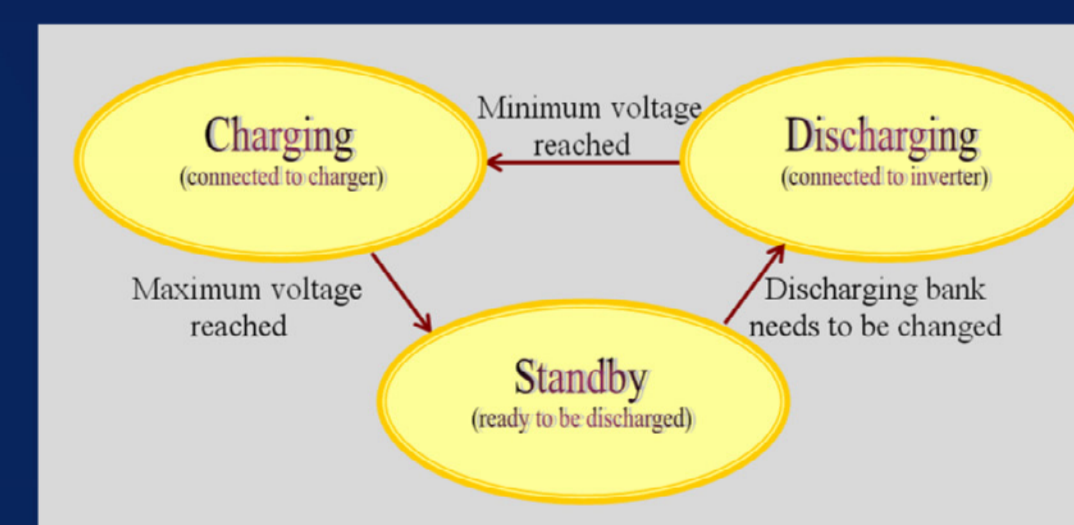 Charging
(connected to charger)
Minimum voltage
reached
Discharging
(connected to inverter)
Maximum voltage
reached
Discharging bank
needs to be changed
Standby
(ready to be discharged)